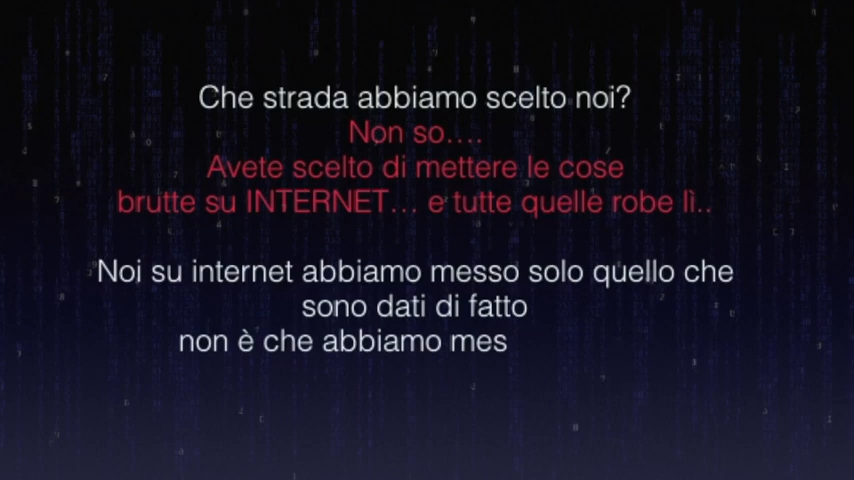 Che strada abbiamo scelto noi?
Non so....
Avete scelto di mettere le cose
brutte su INTERNET... e tutte quelle robe lì..
Noi su internet abbiamo messo solo quello che
sono dati di fatto
non è che abbiamo mes